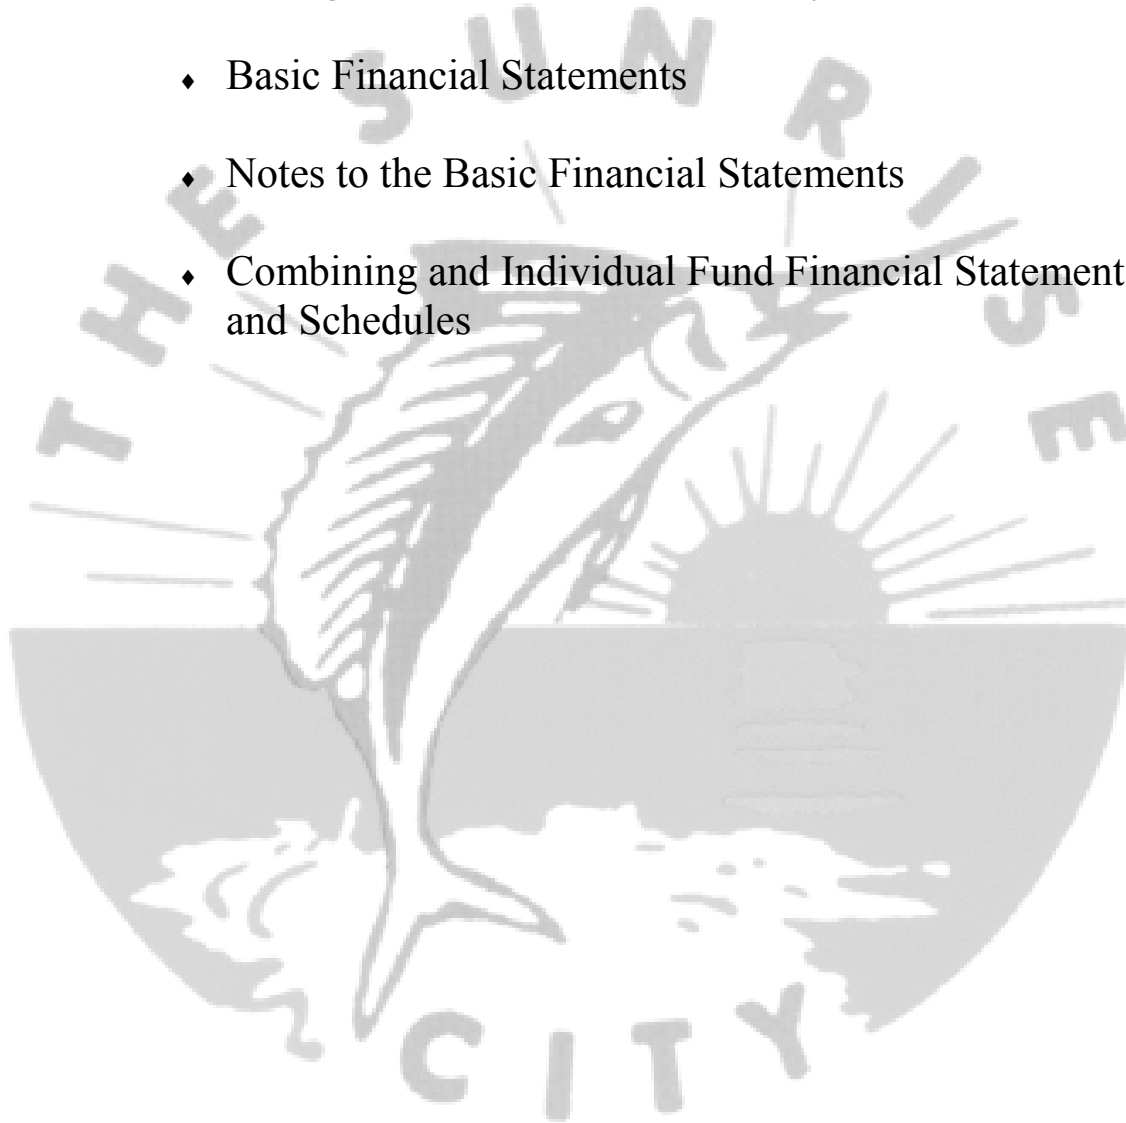 ♦ Basic Financial Statements
♦ Notes to the Basic Financial Statements
♦ Combining and Individual Fund Financial Statement
and Schedules
THE SUNRISE
CITY